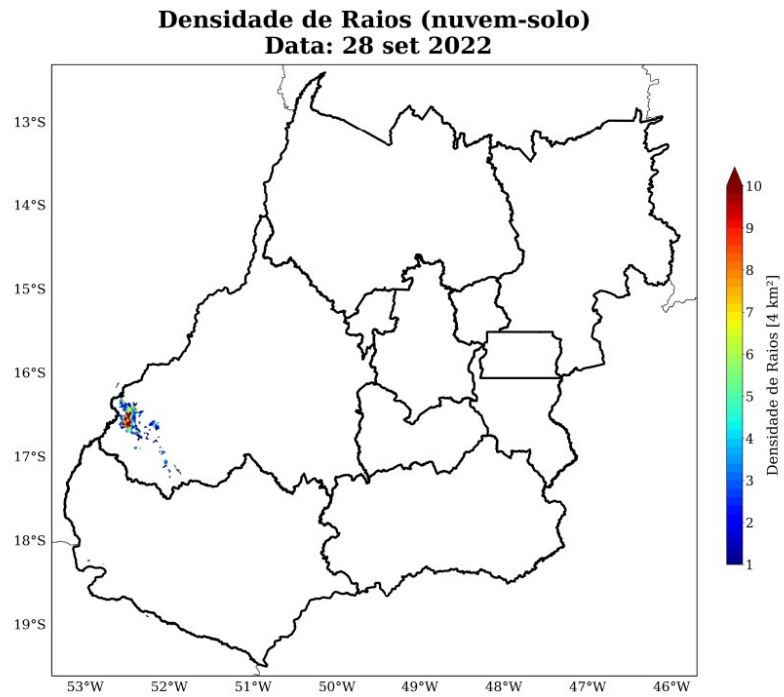 Densidade de Raios (nuvem-solo)
Data: 28 set 2022
13°S
14°S
15°S
16°S
17°S
18°S
19°S
53°W
52°W
51°W
50°W
49°W
48°W
47°W
46°W
10
9
8
7
6
5
4
3
2
1
Densidade de Raios [4 km²]